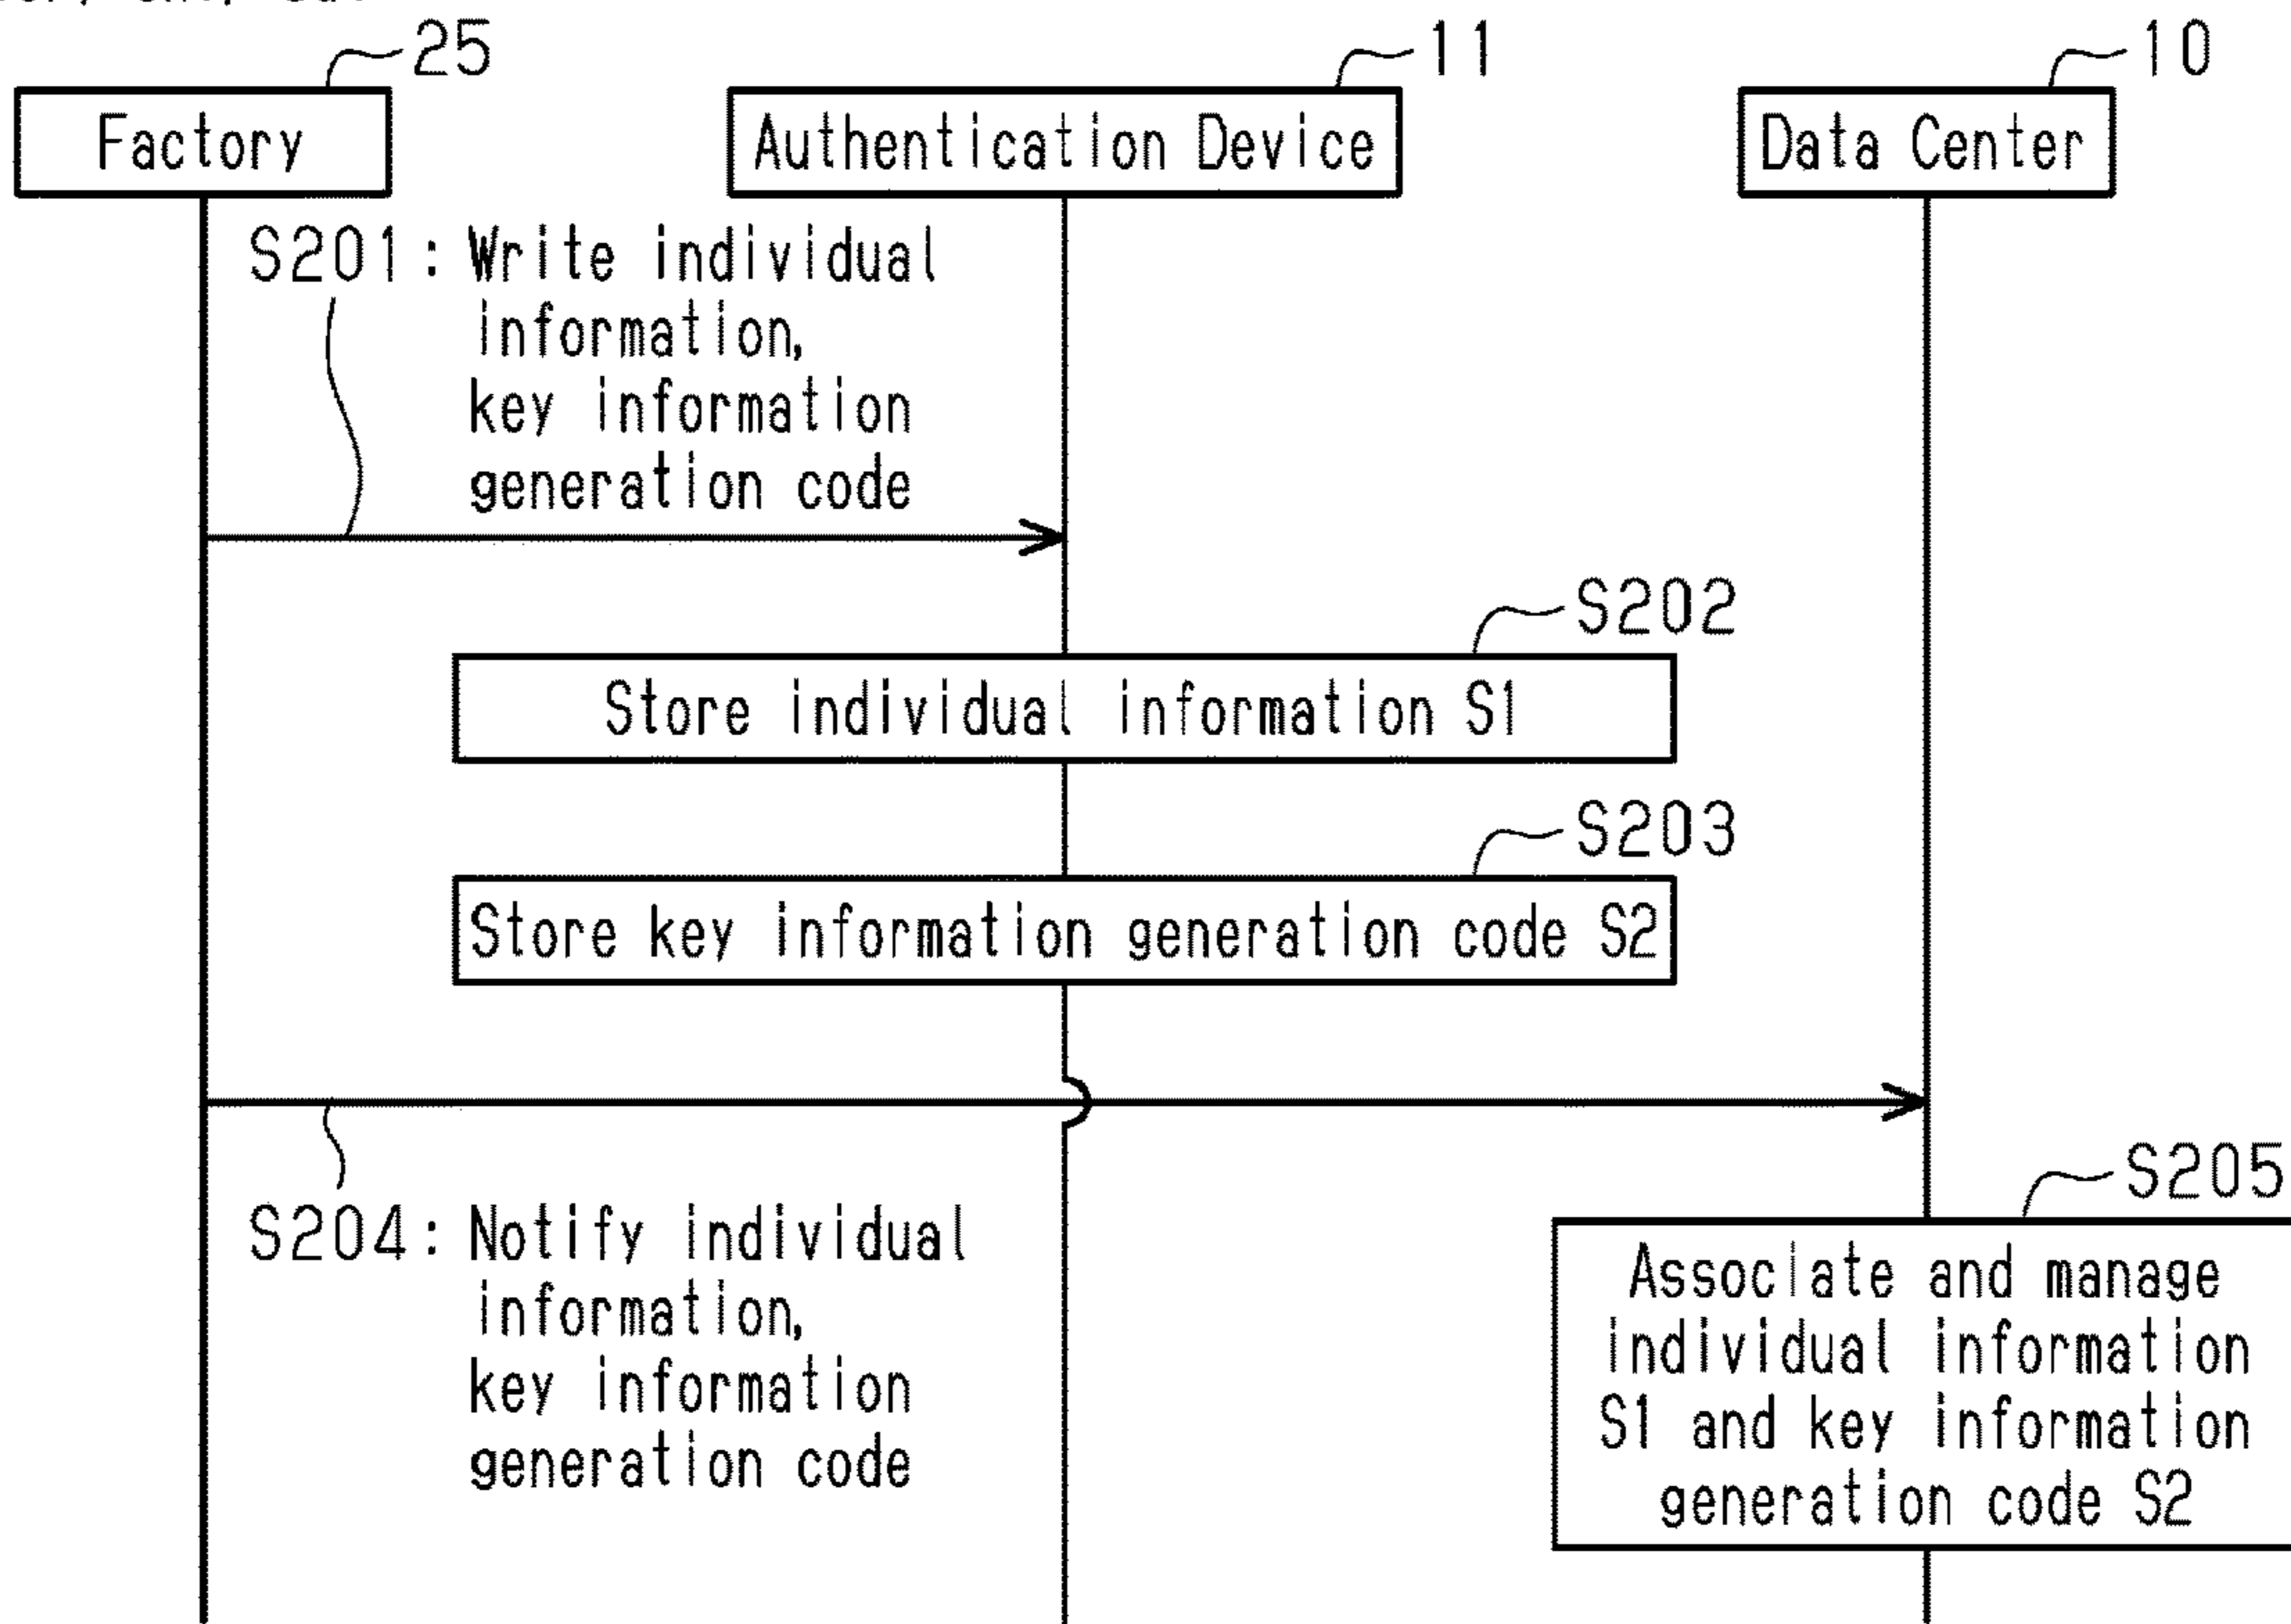 25
11
10
Factory
Authentication Device
Data Center
S201: Write individual
information,
key information
generation code
S202
Store individual information S1
S203
Store key information generation code S2
S204: Notify individual
information,
key information
generation code
S205
Associate and manage
individual information
S1 and key information
generation code S2